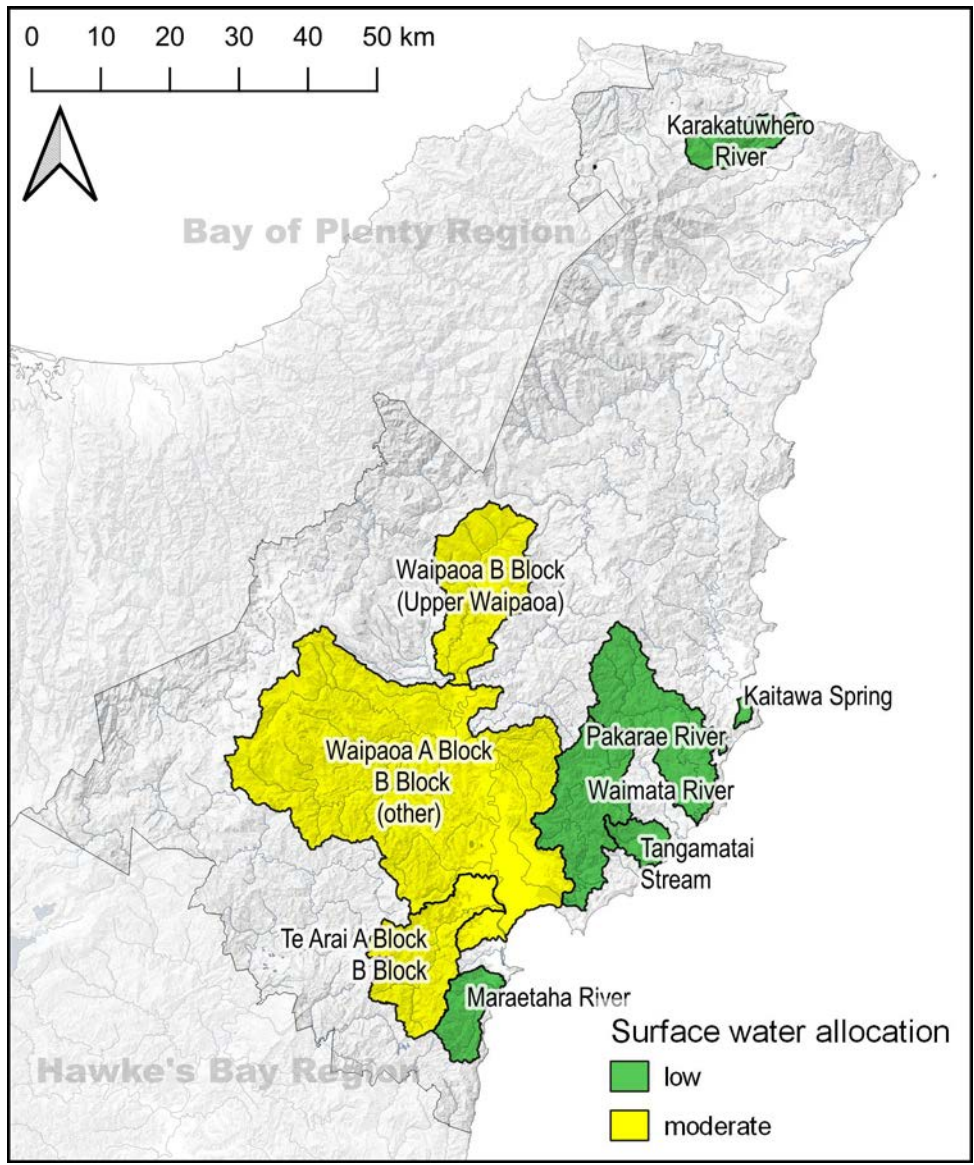 0 10 20 30 40 50 km
Karakatuwhero
River
Bay of Plenty Region
Waipaoa B Block
(Upper Waipaoa)
Kaitawa Spring
Pakarae River
Waipaoa A Block
B Block
(other)
Waimata River
Tangamatai
Stream
Te Arai A Block
B Block
Maraetaha River
Hawke's Bay Region
Surface water allocation
low
moderate